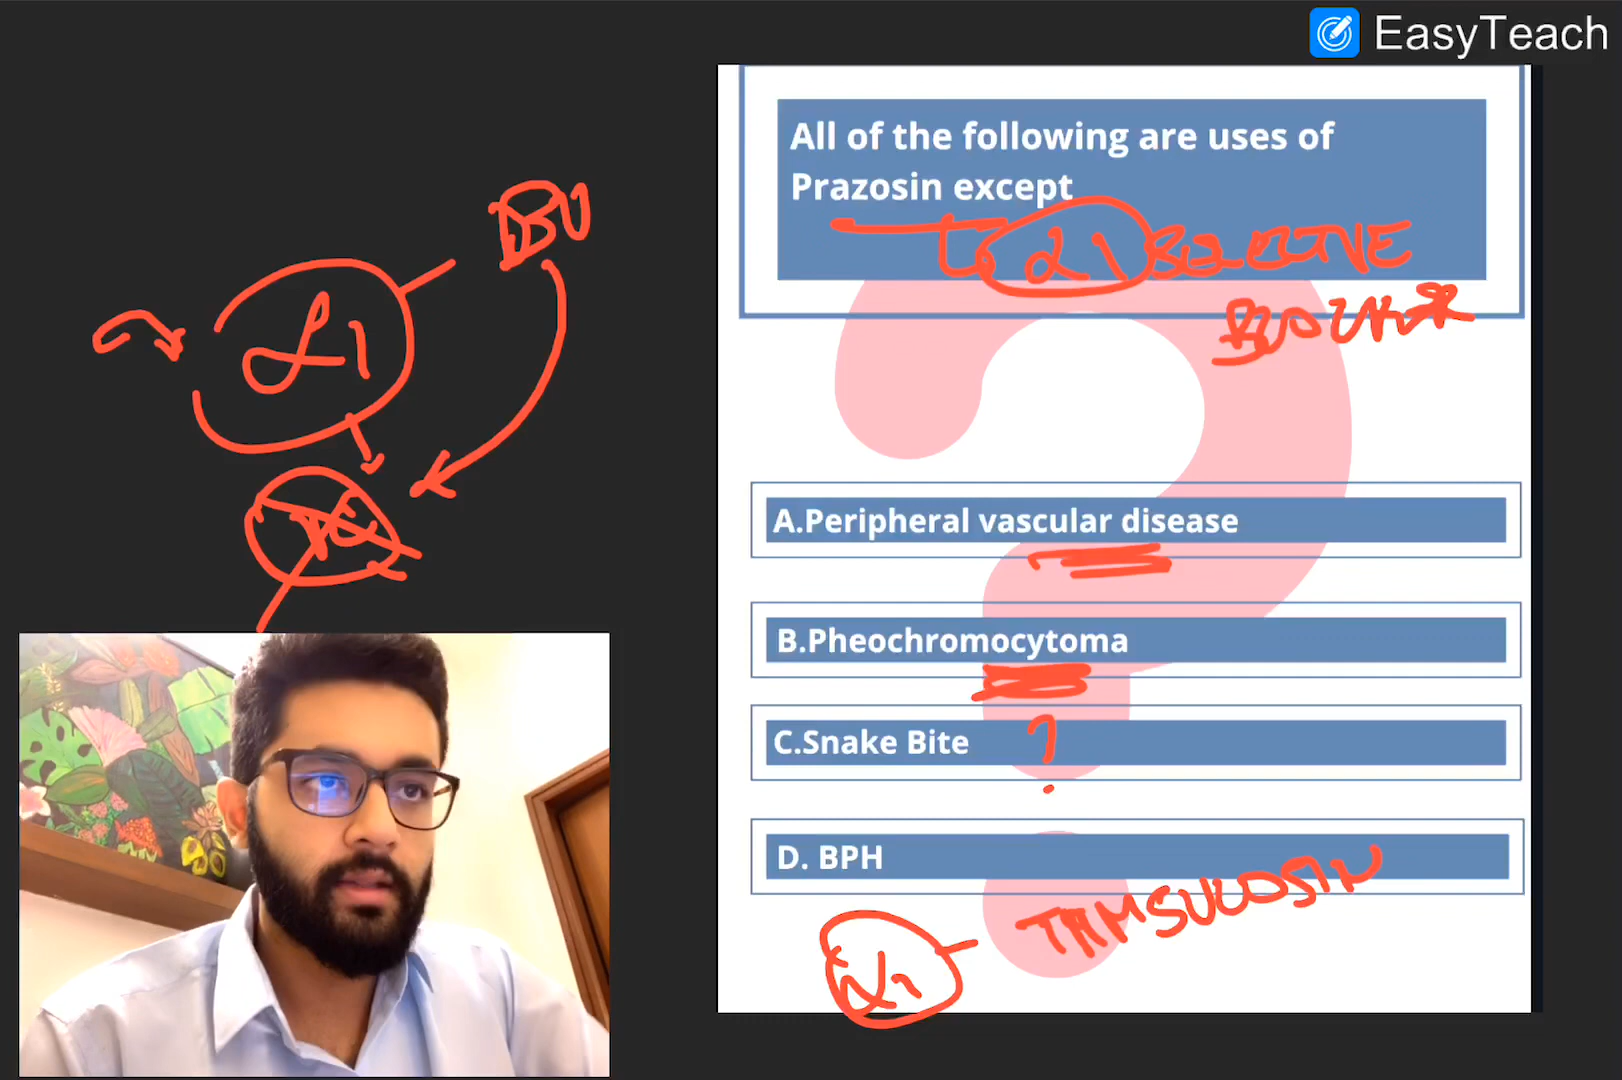 EasyTeach
All of the following are uses of
Prazosin except
α1 SELECTIVE
BLOCKER
BV
α1
A.Peripheral vascular disease
B.Pheochromocytoma
C.Snake Bite ?
D. BPH
TAMSULOSIN
α1